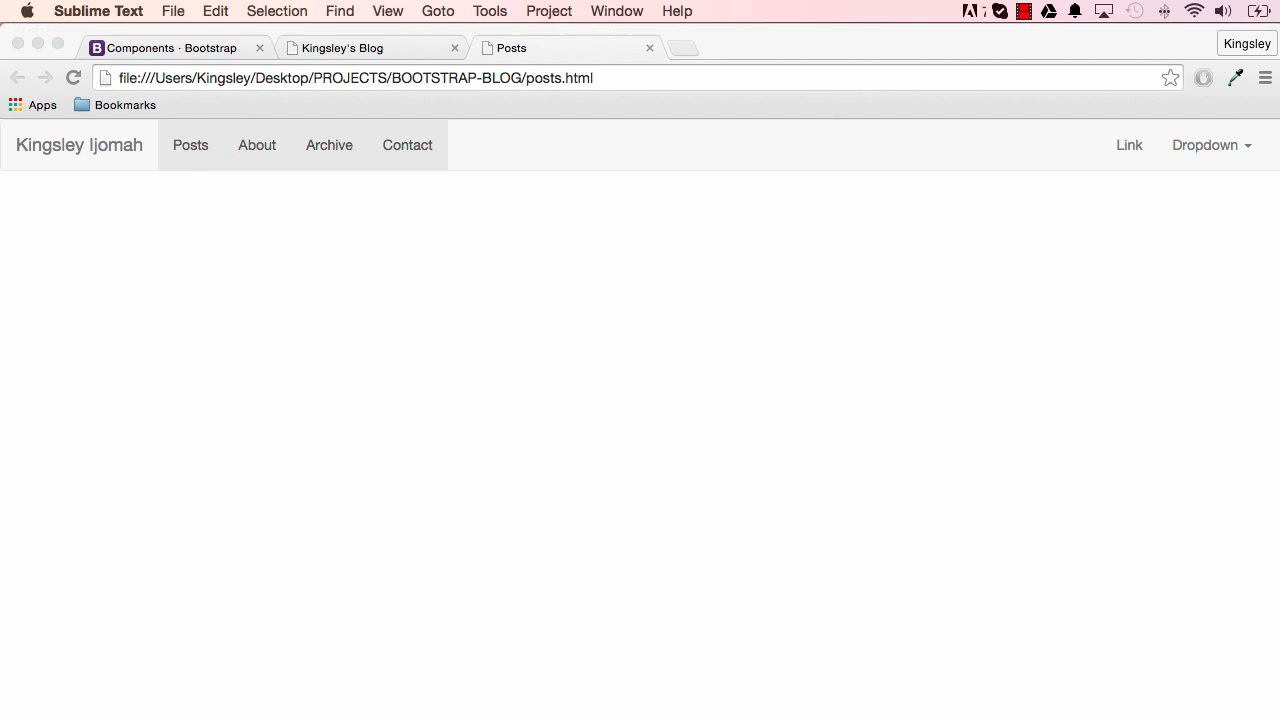 Sublime Text File Edit Selection Find View Goto Tools Project Window Help 7
Components · Bootstrap Kingsley's Blog Posts Kingsley
file:///Users/Kingsley/Desktop/PROJECTS/BOOTSTRAP-BLOG/posts.html
Apps Bookmarks
Kingsley Ijomah Posts About Archive Contact Link Dropdown